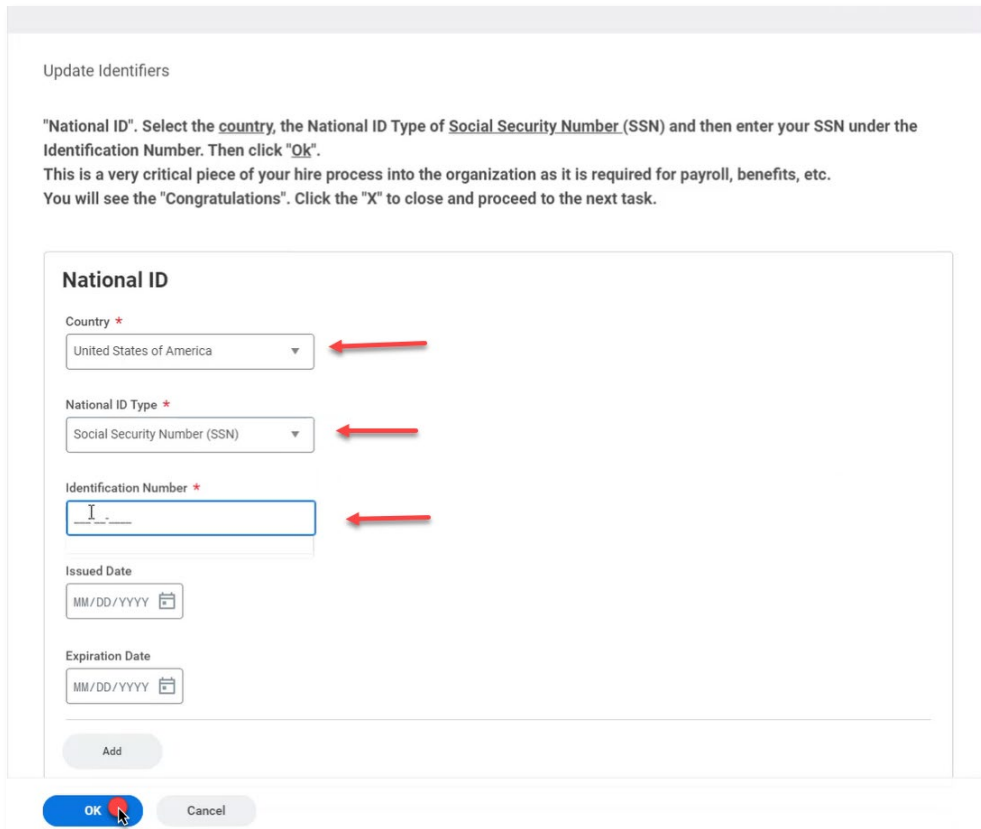 Update Identifiers
"National ID". Select the country, the National ID Type of Social Security Number (SSN) and then enter your SSN under the
Identification Number. Then click "Ok".
This is a very critical piece of your hire process into the organization as it is required for payroll, benefits, etc.
You will see the "Congratulations". Click the "X" to close and proceed to the next task.
National ID
Country *
United States of America
National ID Type *
Social Security Number (SSN)
Identification Number *
___-__-____
Issued Date
MM/DD/YYYY
Expiration Date
MM/DD/YYYY
Add
OK Cancel